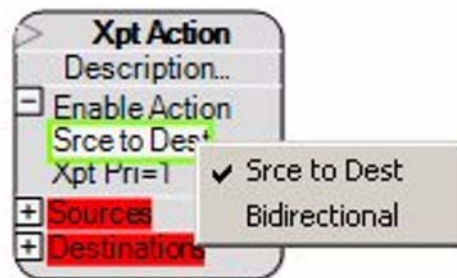 Xpt Action
Description...
Enable Action
Srce to Dest
Xpt Pri=1
Sources
Destinations
Srce to Dest
Bidirectional